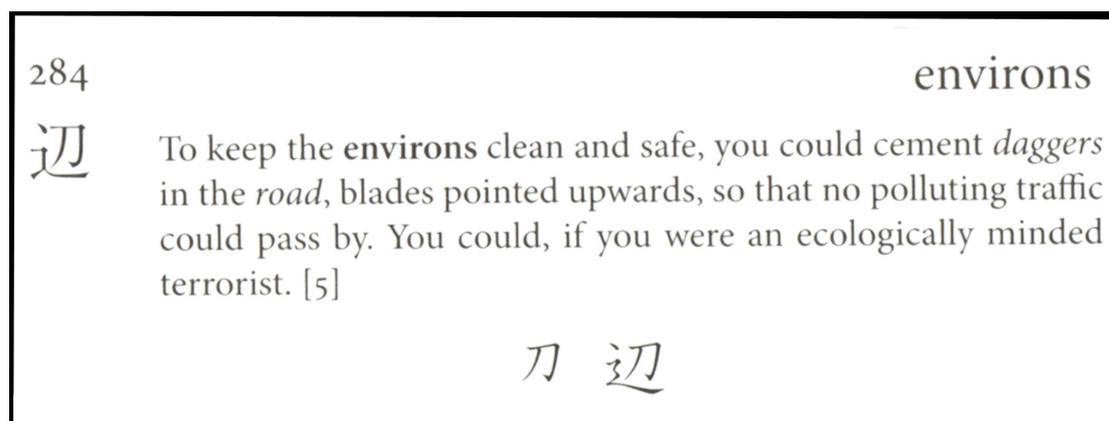 284 environs
辺 To keep the environs clean and safe, you could cement daggers
in the road, blades pointed upwards, so that no polluting traffic
could pass by. You could, if you were an ecologically minded
terrorist. [5]
刀 辺